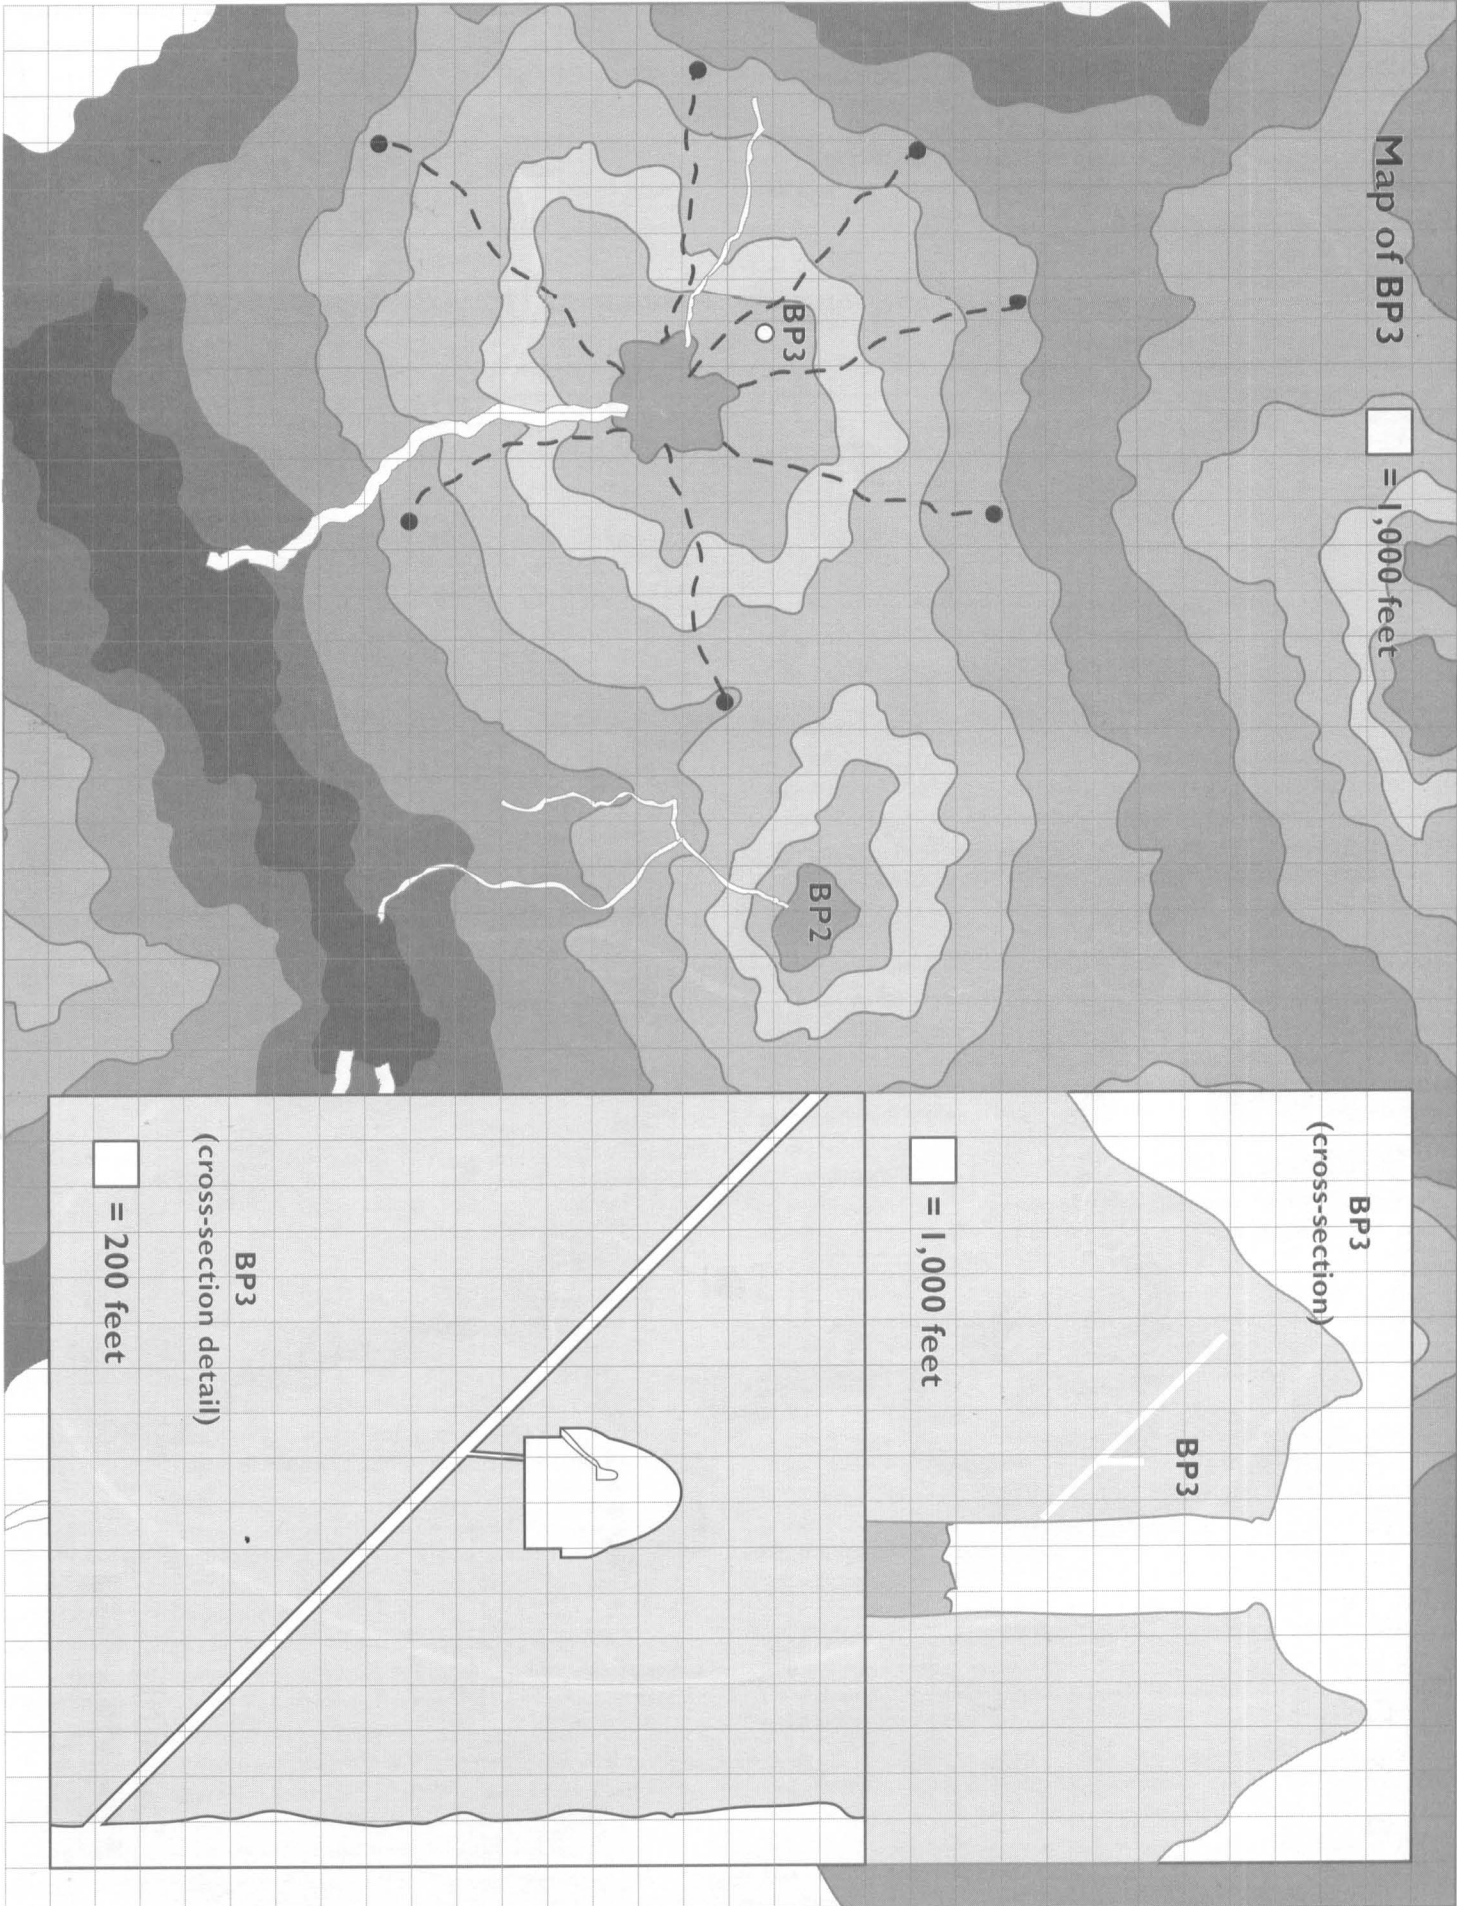 Map of BP3
= 1,000 feet
BP3
BP2
BP3
(cross-section)
= 1,000 feet
BP3
BP3
(cross-section detail)
= 200 feet